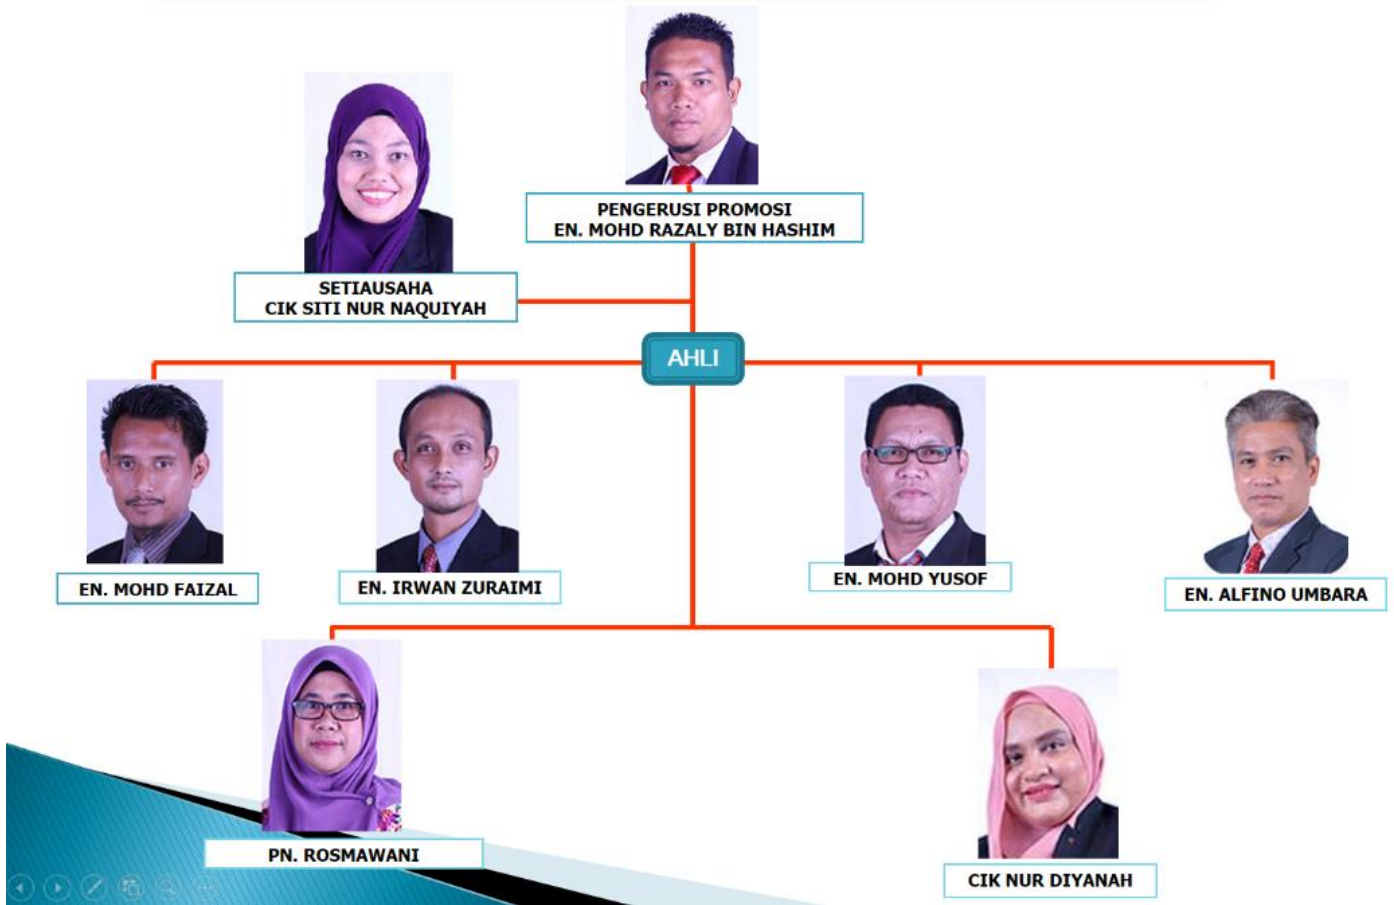 PENGERUSI PROMOSI
EN. MOHD RAZALY BIN HASHIM
SETIAUSAHA
CIK SITI NUR NAQUIYAH
AHLI
EN. MOHD FAIZAL
EN. IRWAN ZURAIMI
EN. MOHD YUSOF
EN. ALFINO UMBARA
PN. ROSMAWANI
CIK NUR DIYANAH